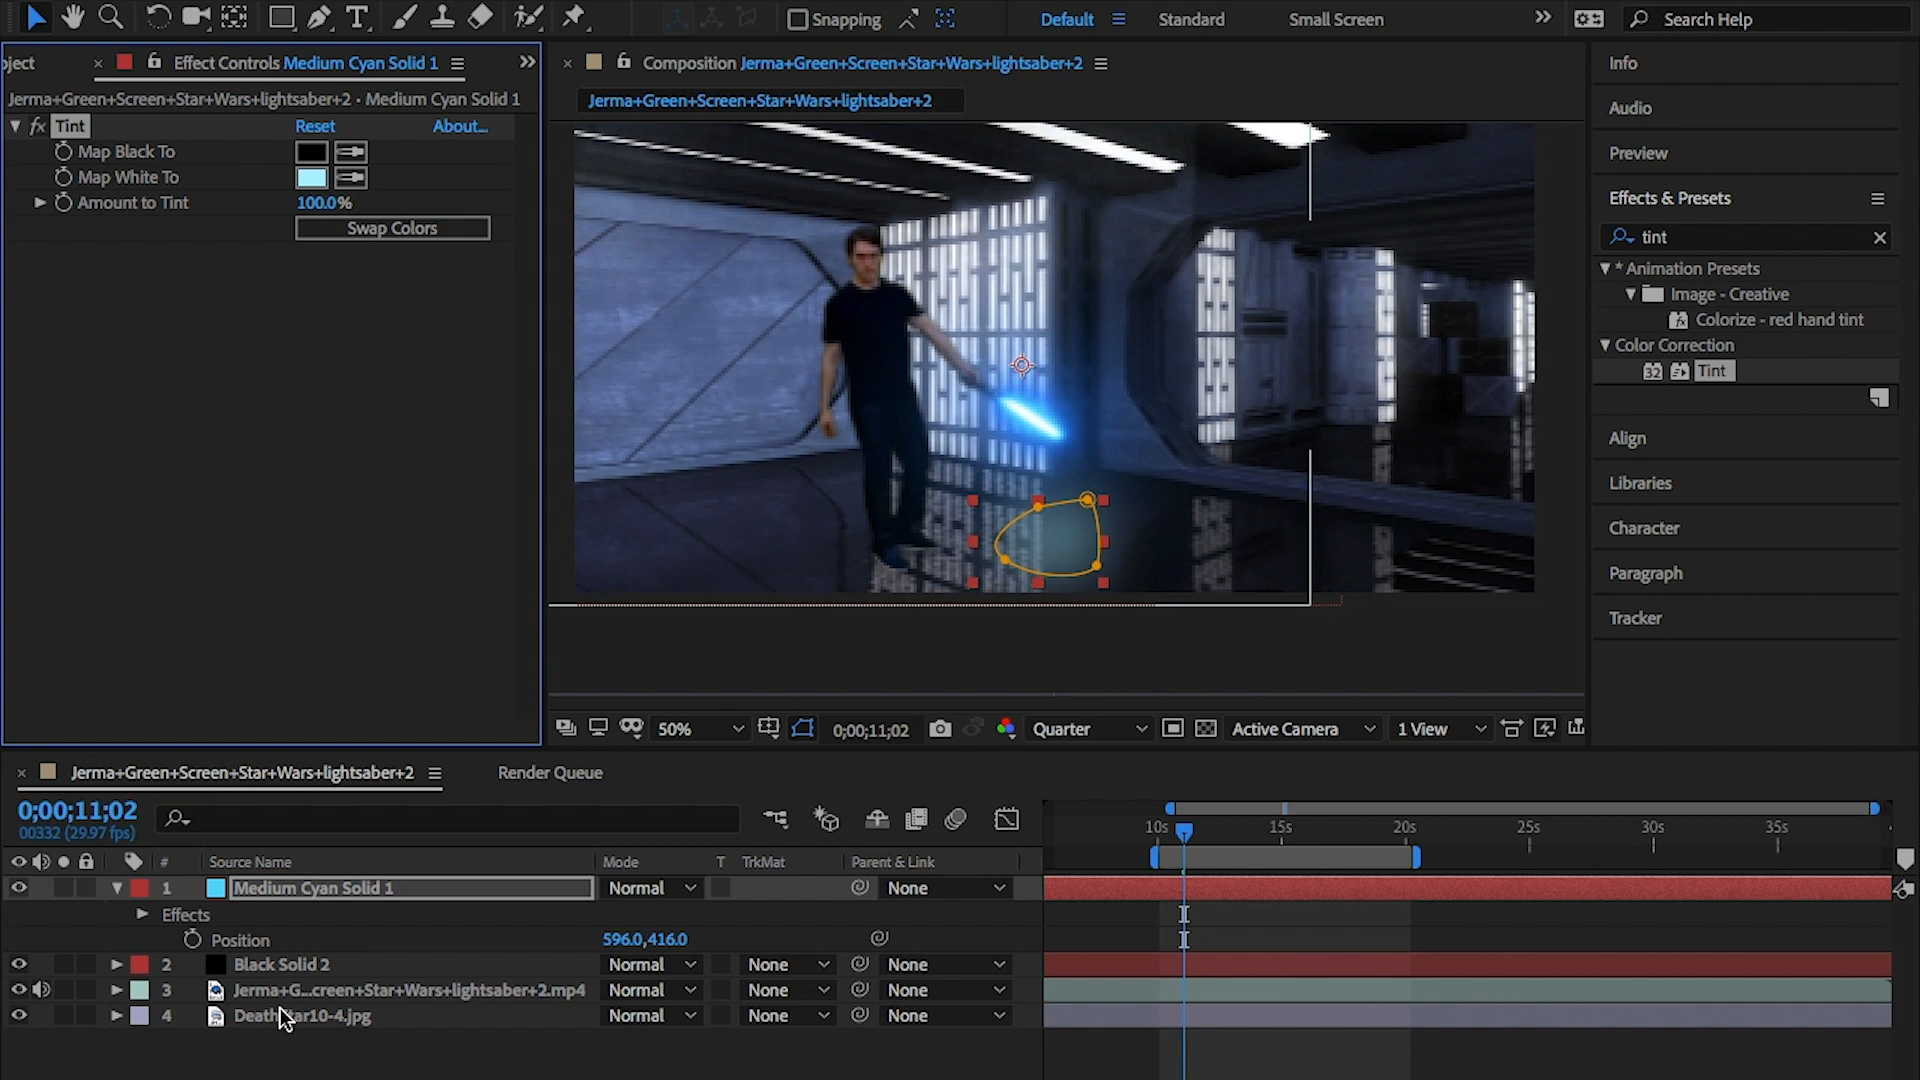 Snapping
Default
Standard
Small Screen
Search Help
oject
Effect Controls Medium Cyan Solid 1
Composition Jerma+Green+Screen+Star+Wars+lightsaber+2
Info
Jerma+Green+Screen+Star+Wars+lightsaber+2 • Medium Cyan Solid 1
Jerma+Green+Screen+Star+Wars+lightsaber+2
Audio
fx Tint Reset About...
Map Black To
Map White To
Amount to Tint 100.0%
Swap Colors
Preview
Effects & Presets
tint
* Animation Presets
Image - Creative
Colorize - red hand tint
Color Correction
32 Tint
Align
Libraries
Character
Paragraph
Tracker
50% 0;00;11;02 Quarter Active Camera 1 View
Jerma+Green+Screen+Star+Wars+lightsaber+2 Render Queue
0;00;11;02
00332 (29.97 fps)
10s 15s 20s 25s 30s 35s
# Source Name Mode T TrkMat Parent & Link
1 Medium Cyan Solid 1 Normal None
Effects
Position 596.0,416.0
2 Black Solid 2 Normal None None
3 Jerma+G...creen+Star+Wars+lightsaber+2.mp4 Normal None None
4 Death ar10-4.jpg Normal None None